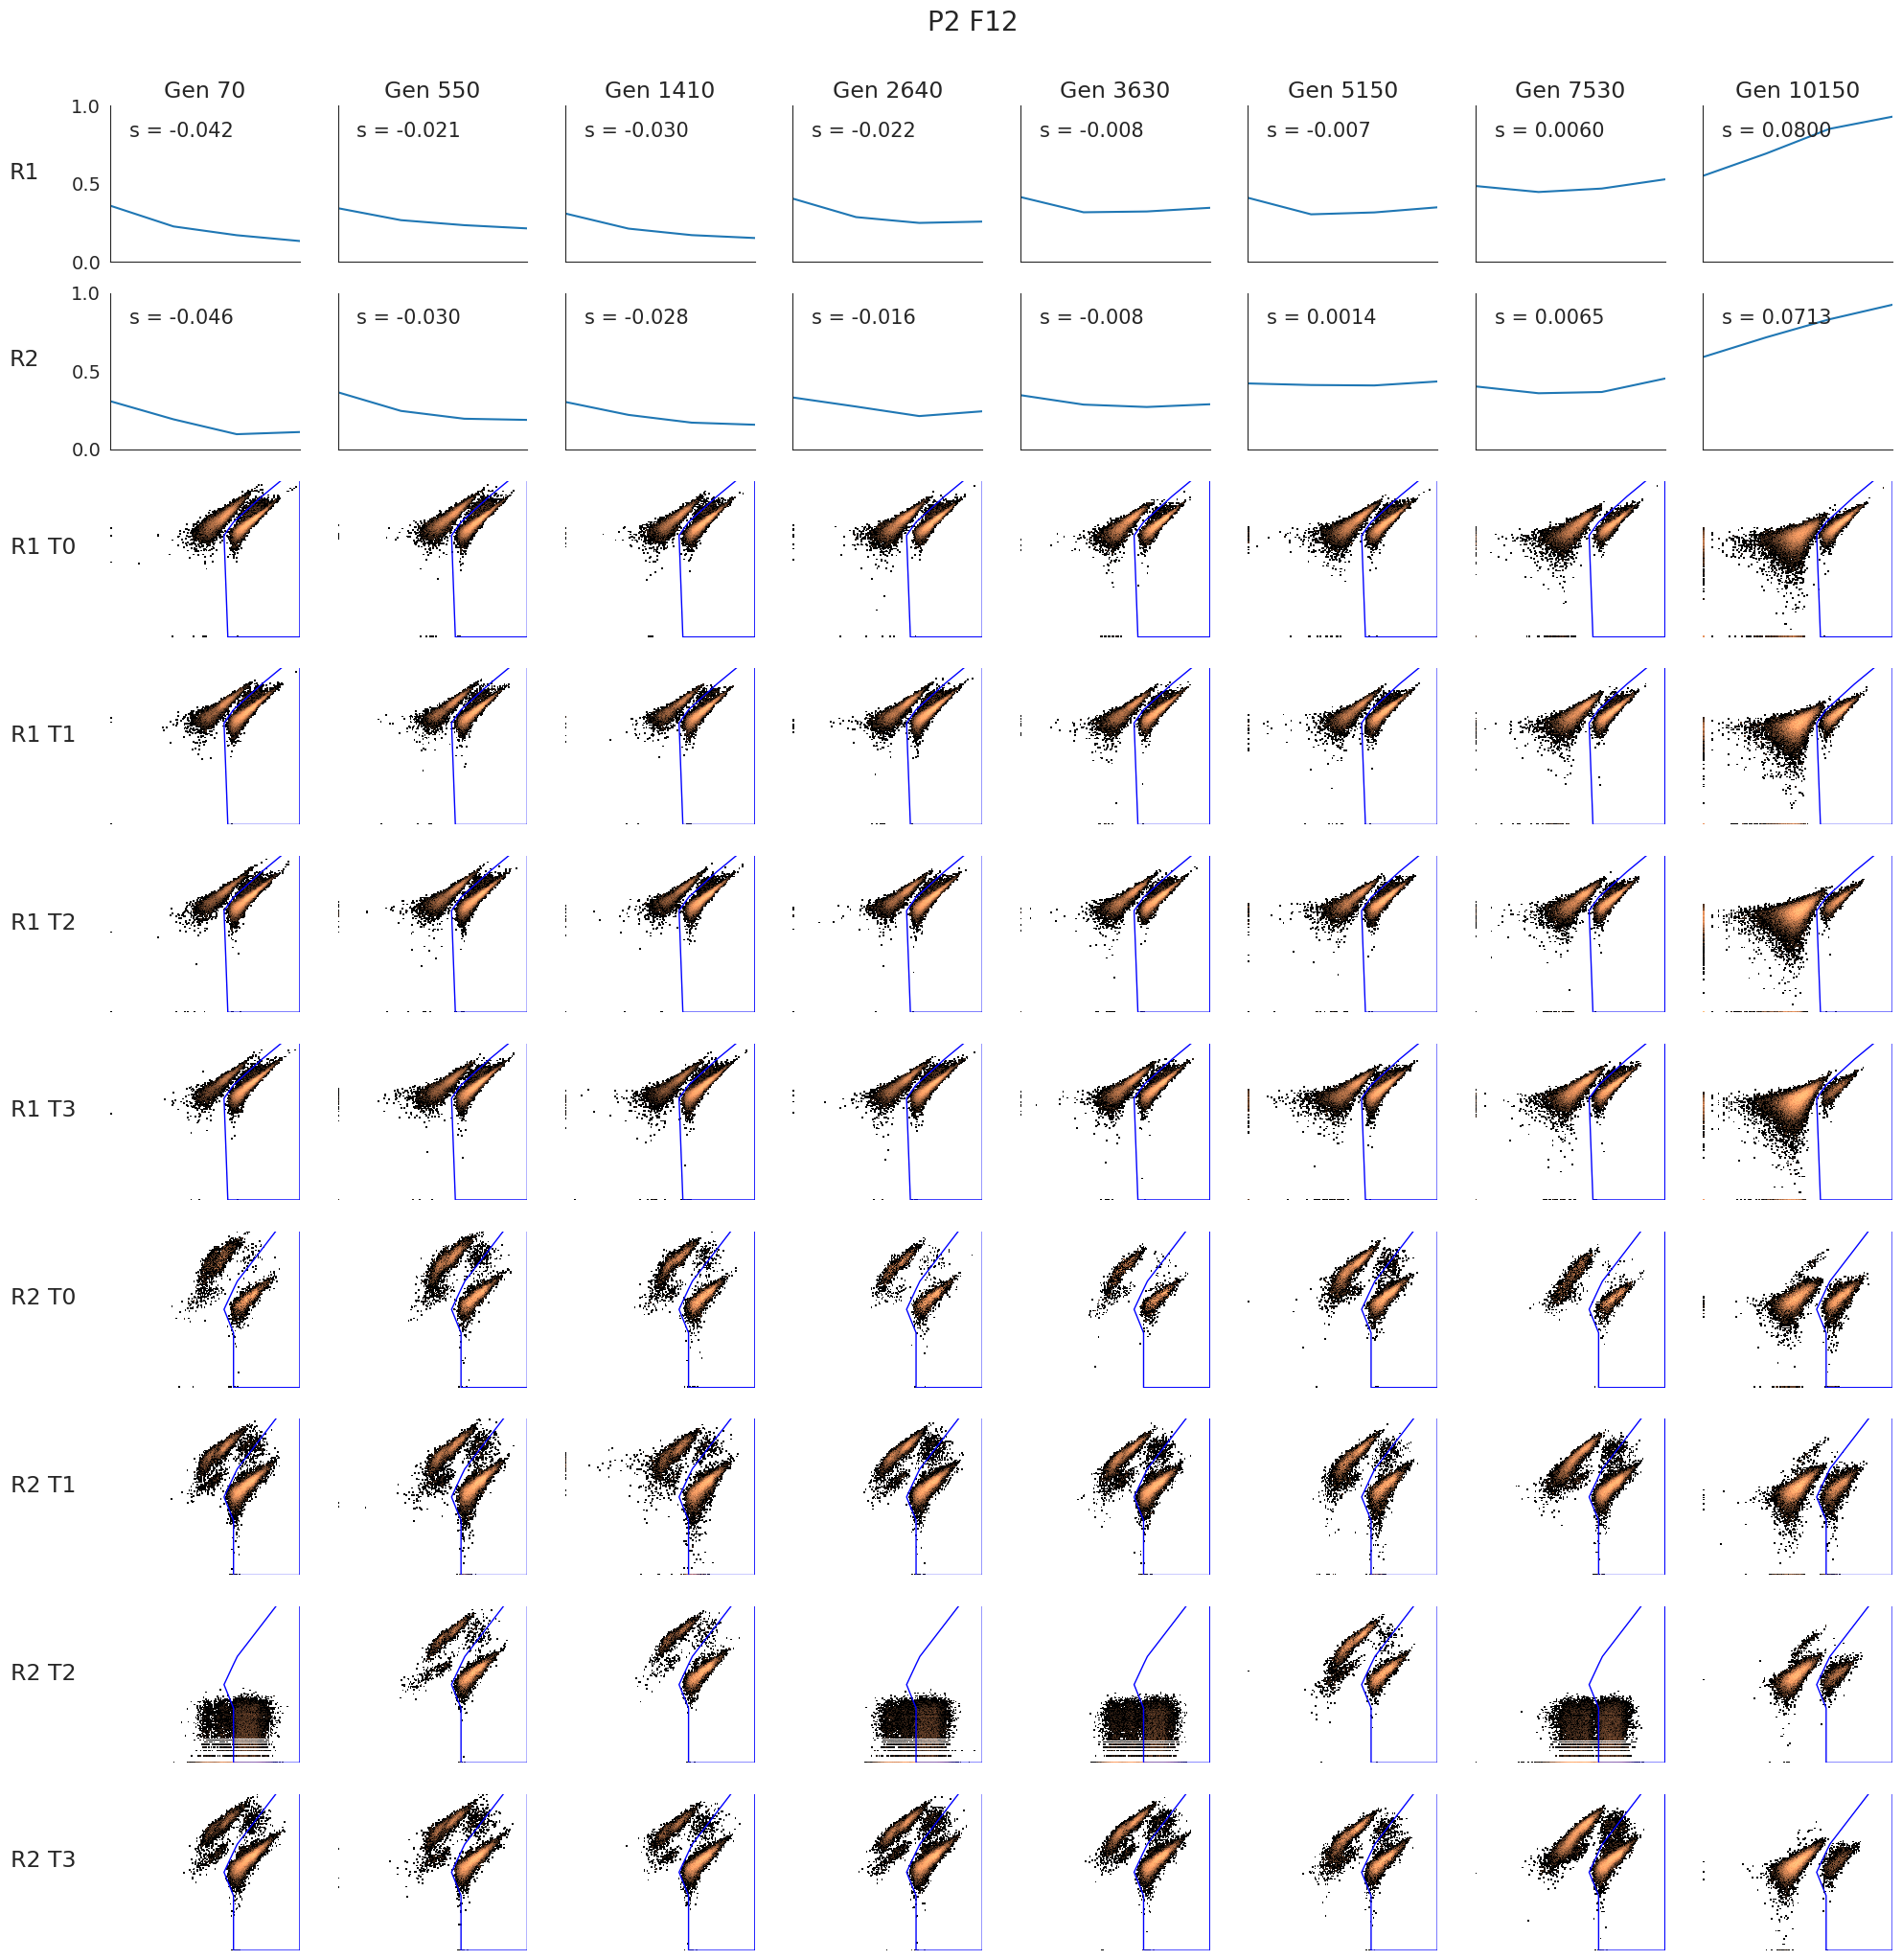 P2 F12
Gen 70 Gen 550 Gen 1410 Gen 2640 Gen 3630 Gen 5150 Gen 7530 Gen 10150
1.0
s = -0.042 s = -0.021 s = -0.030 s = -0.022 s = -0.008 s = -0.007 s = 0.0060 s = 0.0800
R1
0.5
0.0
1.0
s = -0.046 s = -0.030 s = -0.028 s = -0.016 s = -0.008 s = 0.0014 s = 0.0065 s = 0.0713
R2
0.5
0.0
R1 T0
R1 T1
R1 T2
R1 T3
R2 T0
R2 T1
R2 T2
R2 T3